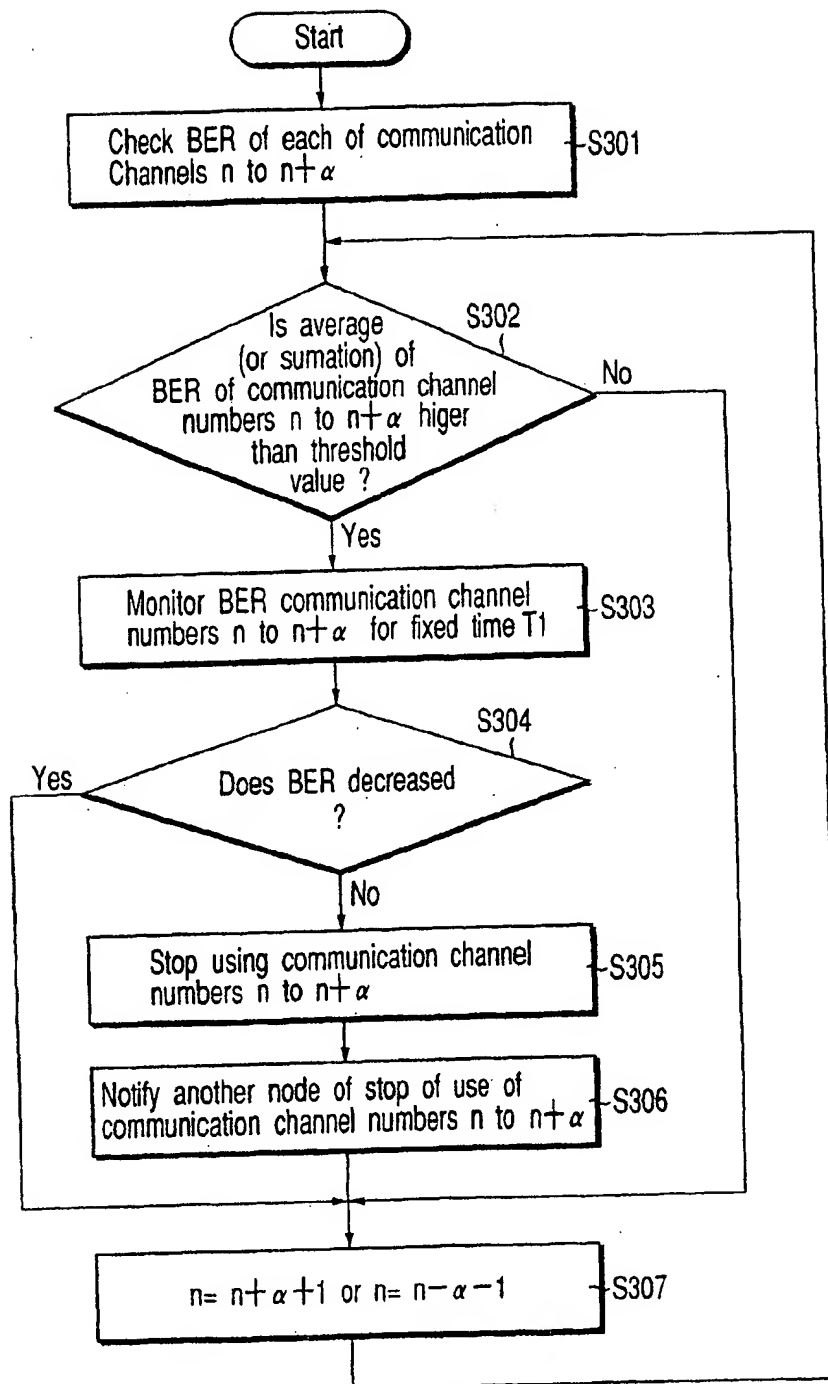 Start
Check BER of each of communication
Channels n to n+α
S301
S302
Is average
(or sumation) of
BER of communication channel
numbers n to n+α higer
than threshold
value ?
No
Yes
Monitor BER communication channel
numbers n to n+α for fixed time T1
S303
S304
Yes
Does BER decreased
?
No
Stop using communication channel
numbers n to n+α
S305
Notify another node of stop of use of
communication channel numbers n to n+α
S306
n= n+α+1 or n= n-α-1
S307